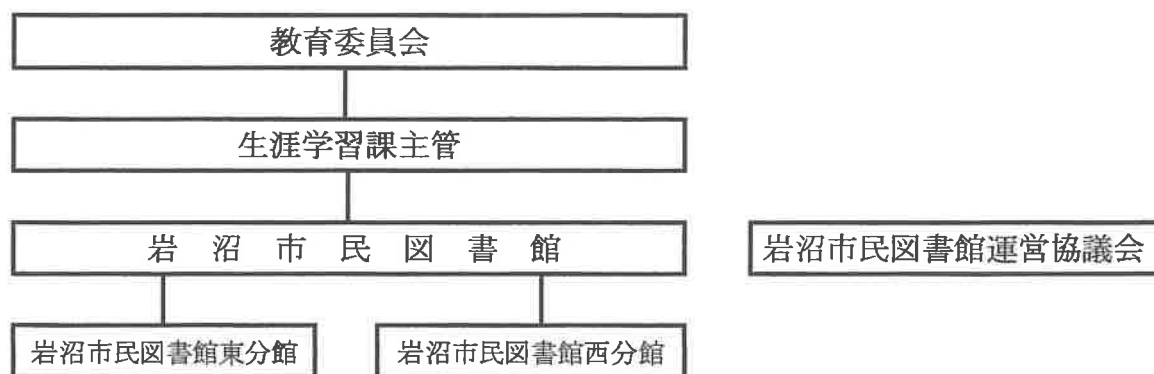 教育委員会
生涯学習課主管
岩沼市民図書館
岩沼市民図書館運営協議会
岩沼市民図書館東分館
岩沼市民図書館西分館